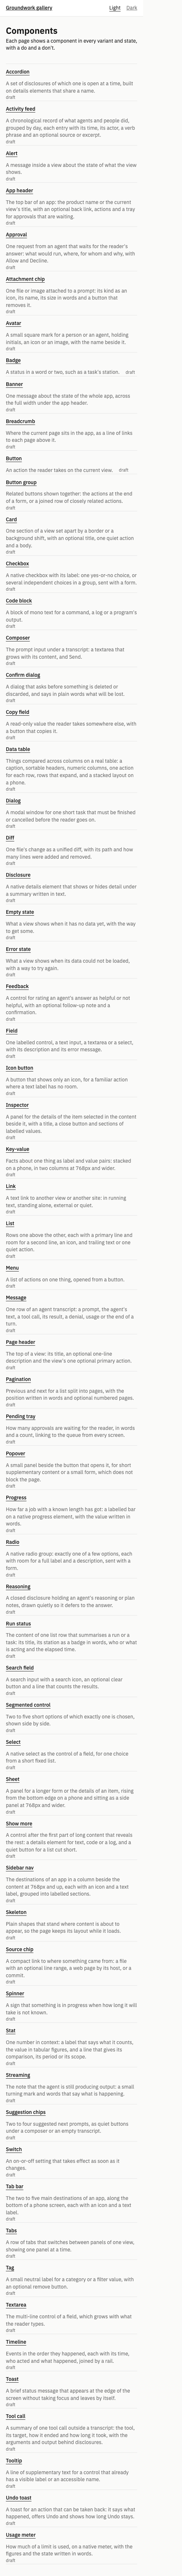 Groundwork gallery Light Dark
Components
Each page shows a component in every variant and state,
with a do and a don't.
Accordion
A set of disclosures of which one is open at a time, built
on details elements that share a name.
draft
Activity feed
A chronological record of what agents and people did,
grouped by day, each entry with its time, its actor, a verb
phrase and an optional source or excerpt.
draft
Alert
A message inside a view about the state of what the view
shows.
draft
App header
The top bar of an app: the product name or the current
view's title, with an optional back link, actions and a tray
for approvals that are waiting.
draft
Approval
One request from an agent that waits for the reader's
answer: what would run, where, for whom and why, with
Allow and Decline.
draft
Attachment chip
One file or image attached to a prompt: its kind as an
icon, its name, its size in words and a button that
removes it.
draft
Avatar
A small square mark for a person or an agent, holding
initials, an icon or an image, with the name beside it.
draft
Badge
A status in a word or two, such as a task's station. draft
Banner
One message about the state of the whole app, across
the full width under the app header.
draft
Breadcrumb
Where the current page sits in the app, as a line of links
to each page above it.
draft
Button
An action the reader takes on the current view. draft
Button group
Related buttons shown together: the actions at the end
of a form, or a joined row of closely related actions.
draft
Card
One section of a view set apart by a border or a
background shift, with an optional title, one quiet action
and a body.
draft
Checkbox
A native checkbox with its label: one yes-or-no choice, or
several independent choices in a group, sent with a form.
draft
Code block
A block of mono text for a command, a log or a program's
output.
draft
Composer
The prompt input under a transcript: a textarea that
grows with its content, and Send.
draft
Confirm dialog
A dialog that asks before something is deleted or
discarded, and says in plain words what will be lost.
draft
Copy field
A read-only value the reader takes somewhere else, with
a button that copies it.
draft
Data table
Things compared across columns on a real table: a
caption, sortable headers, numeric columns, one action
for each row, rows that expand, and a stacked layout on
a phone.
draft
Dialog
A modal window for one short task that must be finished
or cancelled before the reader goes on.
draft
Diff
One file's change as a unified diff, with its path and how
many lines were added and removed.
draft
Disclosure
A native details element that shows or hides detail under
a summary written in text.
draft
Empty state
What a view shows when it has no data yet, with the way
to get some.
draft
Error state
What a view shows when its data could not be loaded,
with a way to try again.
draft
Feedback
A control for rating an agent's answer as helpful or not
helpful, with an optional follow-up note and a
confirmation.
draft
Field
One labelled control, a text input, a textarea or a select,
with its description and its error message.
draft
Icon button
A button that shows only an icon, for a familiar action
where a text label has no room.
draft
Inspector
A panel for the details of the item selected in the content
beside it, with a title, a close button and sections of
labelled values.
draft
Key-value
Facts about one thing as label and value pairs: stacked
on a phone, in two columns at 768px and wider.
draft
Link
A text link to another view or another site: in running
text, standing alone, external or quiet.
draft
List
Rows one above the other, each with a primary line and
room for a second line, an icon, and trailing text or one
quiet action.
draft
Menu
A list of actions on one thing, opened from a button.
draft
Message
One row of an agent transcript: a prompt, the agent's
text, a tool call, its result, a denial, usage or the end of a
turn.
draft
Page header
The top of a view: its title, an optional one-line
description and the view's one optional primary action.
draft
Pagination
Previous and next for a list split into pages, with the
position written in words and optional numbered pages.
draft
Pending tray
How many approvals are waiting for the reader, in words
and a count, linking to the queue from every screen.
draft
Popover
A small panel beside the button that opens it, for short
supplementary content or a small form, which does not
block the page.
draft
Progress
How far a job with a known length has got: a labelled bar
on a native progress element, with the value written in
words.
draft
Radio
A native radio group: exactly one of a few options, each
with room for a full label and a description, sent with a
form.
draft
Reasoning
A closed disclosure holding an agent's reasoning or plan
notes, drawn quietly so it defers to the answer.
draft
Run status
The content of one list row that summarises a run or a
task: its title, its station as a badge in words, who or what
is acting and the elapsed time.
draft
Search field
A search input with a search icon, an optional clear
button and a line that counts the results.
draft
Segmented control
Two to five short options of which exactly one is chosen,
shown side by side.
draft
Select
A native select as the control of a field, for one choice
from a short fixed list.
draft
Sheet
A panel for a longer form or the details of an item, rising
from the bottom edge on a phone and sitting as a side
panel at 768px and wider.
draft
Show more
A control after the first part of long content that reveals
the rest: a details element for text, code or a log, and a
quiet button for a list cut short.
draft
Sidebar nav
The destinations of an app in a column beside the
content at 768px and up, each with an icon and a text
label, grouped into labelled sections.
draft
Skeleton
Plain shapes that stand where content is about to
appear, so the page keeps its layout while it loads.
draft
Source chip
A compact link to where something came from: a file
with an optional line range, a web page by its host, or a
commit.
draft
Spinner
A sign that something is in progress when how long it will
take is not known.
draft
Stat
One number in context: a label that says what it counts,
the value in tabular figures, and a line that gives its
comparison, its period or its scope.
draft
Streaming
The note that the agent is still producing output: a small
turning mark and words that say what is happening.
draft
Suggestion chips
Two to four suggested next prompts, as quiet buttons
under a composer or an empty transcript.
draft
Switch
An on-or-off setting that takes effect as soon as it
changes.
draft
Tab bar
The two to five main destinations of an app, along the
bottom of a phone screen, each with an icon and a text
label.
draft
Tabs
A row of tabs that switches between panels of one view,
showing one panel at a time.
draft
Tag
A small neutral label for a category or a filter value, with
an optional remove button.
draft
Textarea
The multi-line control of a field, which grows with what
the reader types.
draft
Timeline
Events in the order they happened, each with its time,
who acted and what happened, joined by a rail.
draft
Toast
A brief status message that appears at the edge of the
screen without taking focus and leaves by itself.
draft
Tool call
A summary of one tool call outside a transcript: the tool,
its target, how it ended and how long it took, with the
arguments and output behind disclosures.
draft
Tooltip
A line of supplementary text for a control that already
has a visible label or an accessible name.
draft
Undo toast
A toast for an action that can be taken back: it says what
happened, offers Undo and shows how long Undo stays.
draft
Usage meter
How much of a limit is used, on a native meter, with the
figures and the state written in words.
draft